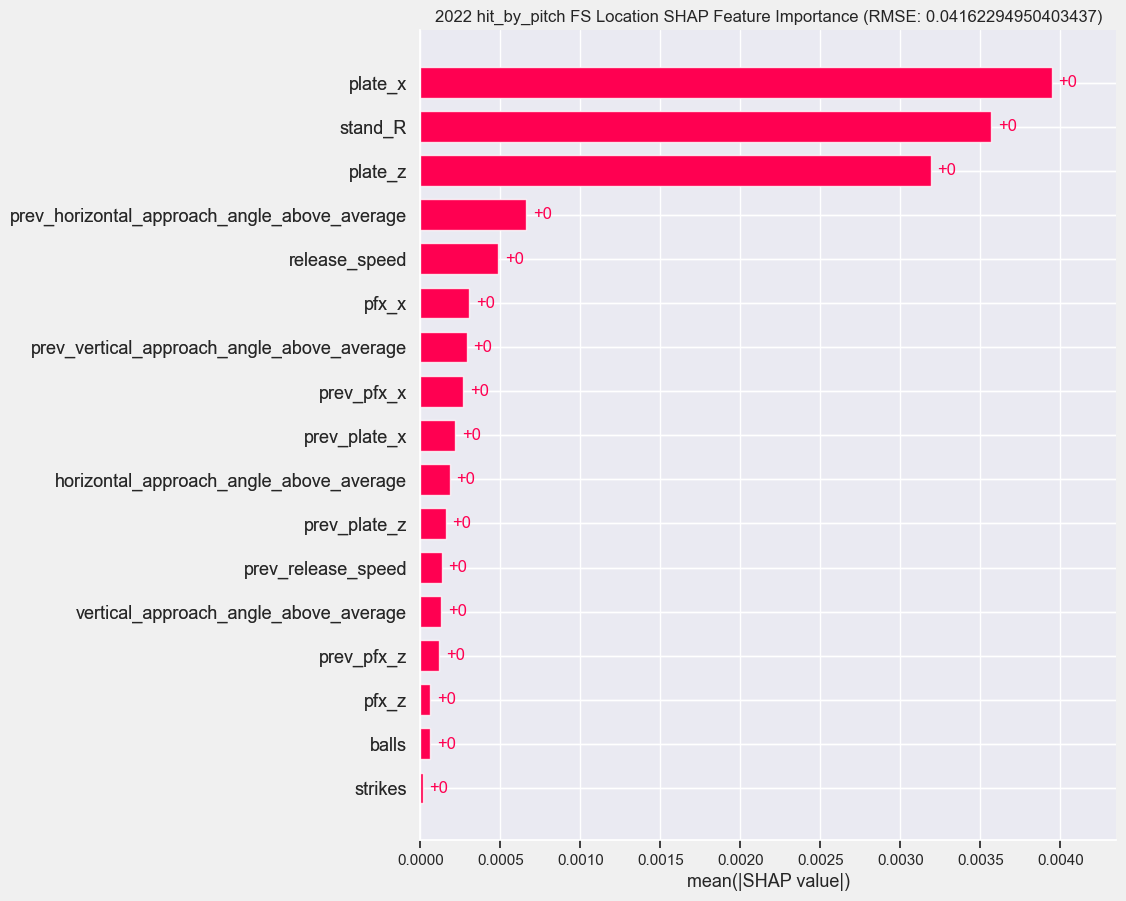 2022 hit_by_pitch FS Location SHAP Feature Importance (RMSE: 0.04162294950403437)
plate_x +0
stand_R +0
plate_z +0
prev_horizontal_approach_angle_above_average +0
release_speed +0
pfx_x +0
prev_vertical_approach_angle_above_average +0
prev_pfx_x +0
prev_plate_x +0
horizontal_approach_angle_above_average +0
prev_plate_z +0
prev_release_speed +0
vertical_approach_angle_above_average +0
prev_pfx_z +0
pfx_z +0
balls +0
strikes +0
0.0000 0.0005 0.0010 0.0015 0.0020 0.0025 0.0030 0.0035 0.0040
mean(|SHAP value|)